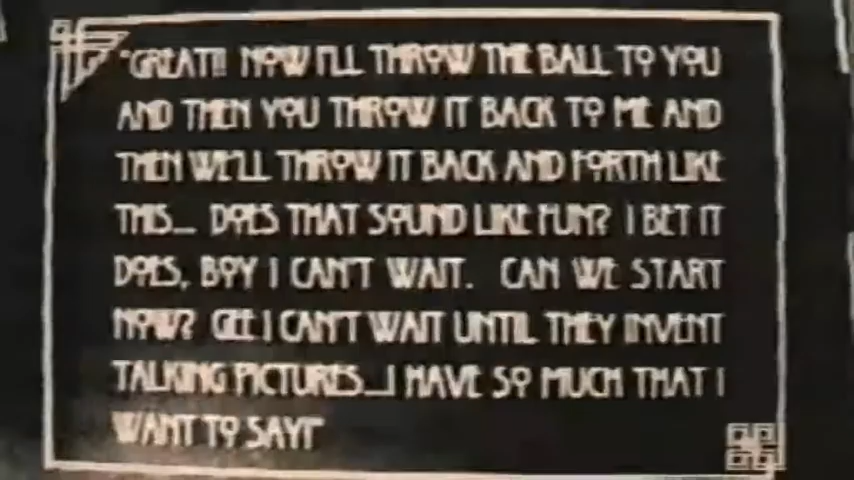 "GREAT!! NOW I'LL THROW THE BALL TO YOU
AND THEN YOU THROW IT BACK TO ME AND
THEN WE'LL THROW IT BACK AND FORTH LIKE
THIS... DOES THAT SOUND LIKE FUN? I BET IT
DOES, BOY I CAN'T WAIT. CAN WE START
NOW? GEE I CAN'T WAIT UNTIL THEY INVENT
TALKING PICTURES...I HAVE SO MUCH THAT I
WANT TO SAY!"